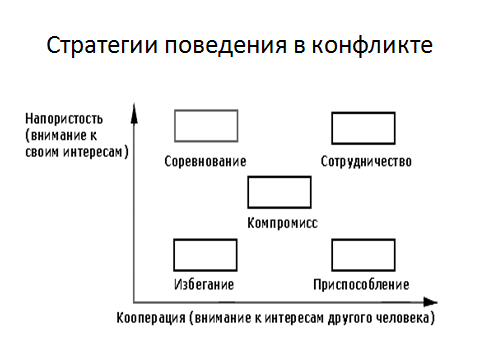 Стратегии поведения в конфликте
Напористость
(внимание к
своим интересам)
Соревнование
Сотрудничество
Компромисс
Избегание
Приспособление
Кооперация (внимание к интересам другого человека)